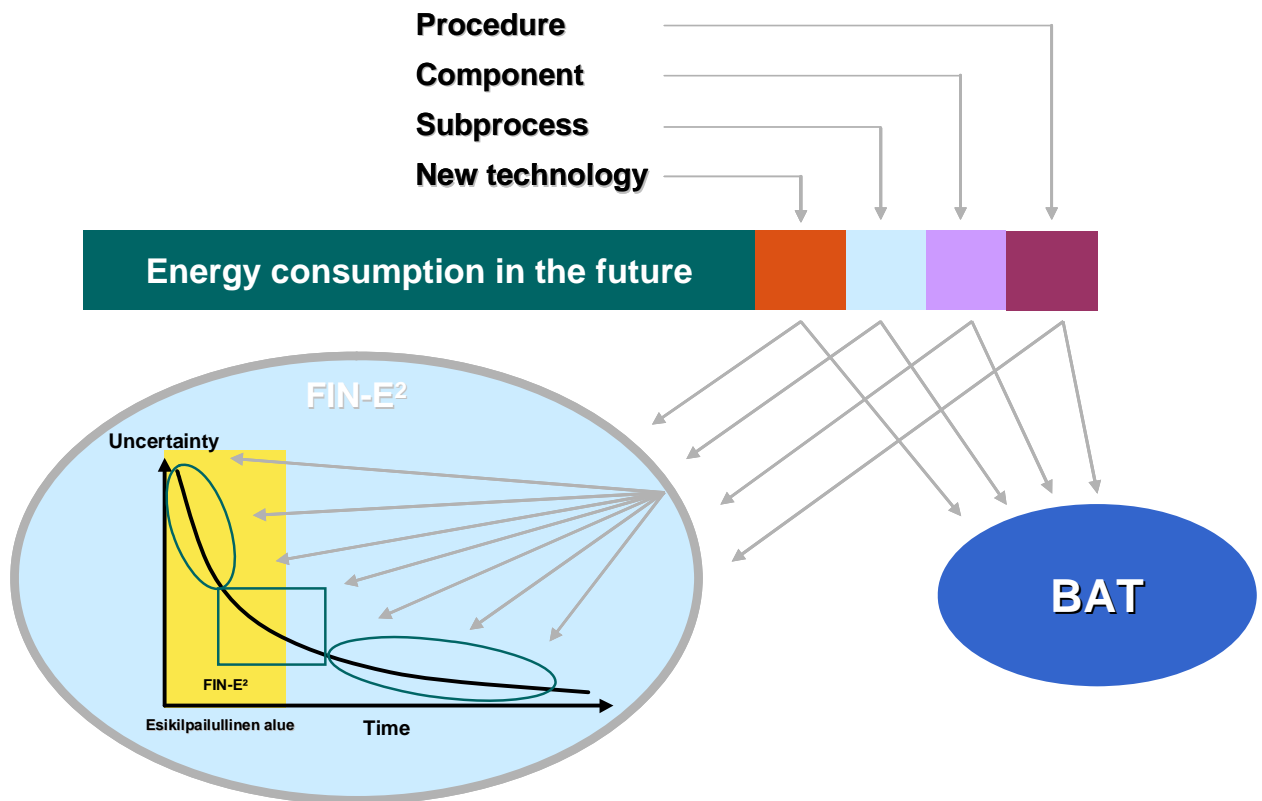 Procedure
Component
Subprocess
New technology
Energy consumption in the future
FIN-E²
Uncertainty
FIN-E²
Esikilpailullinen alue
Time
BAT